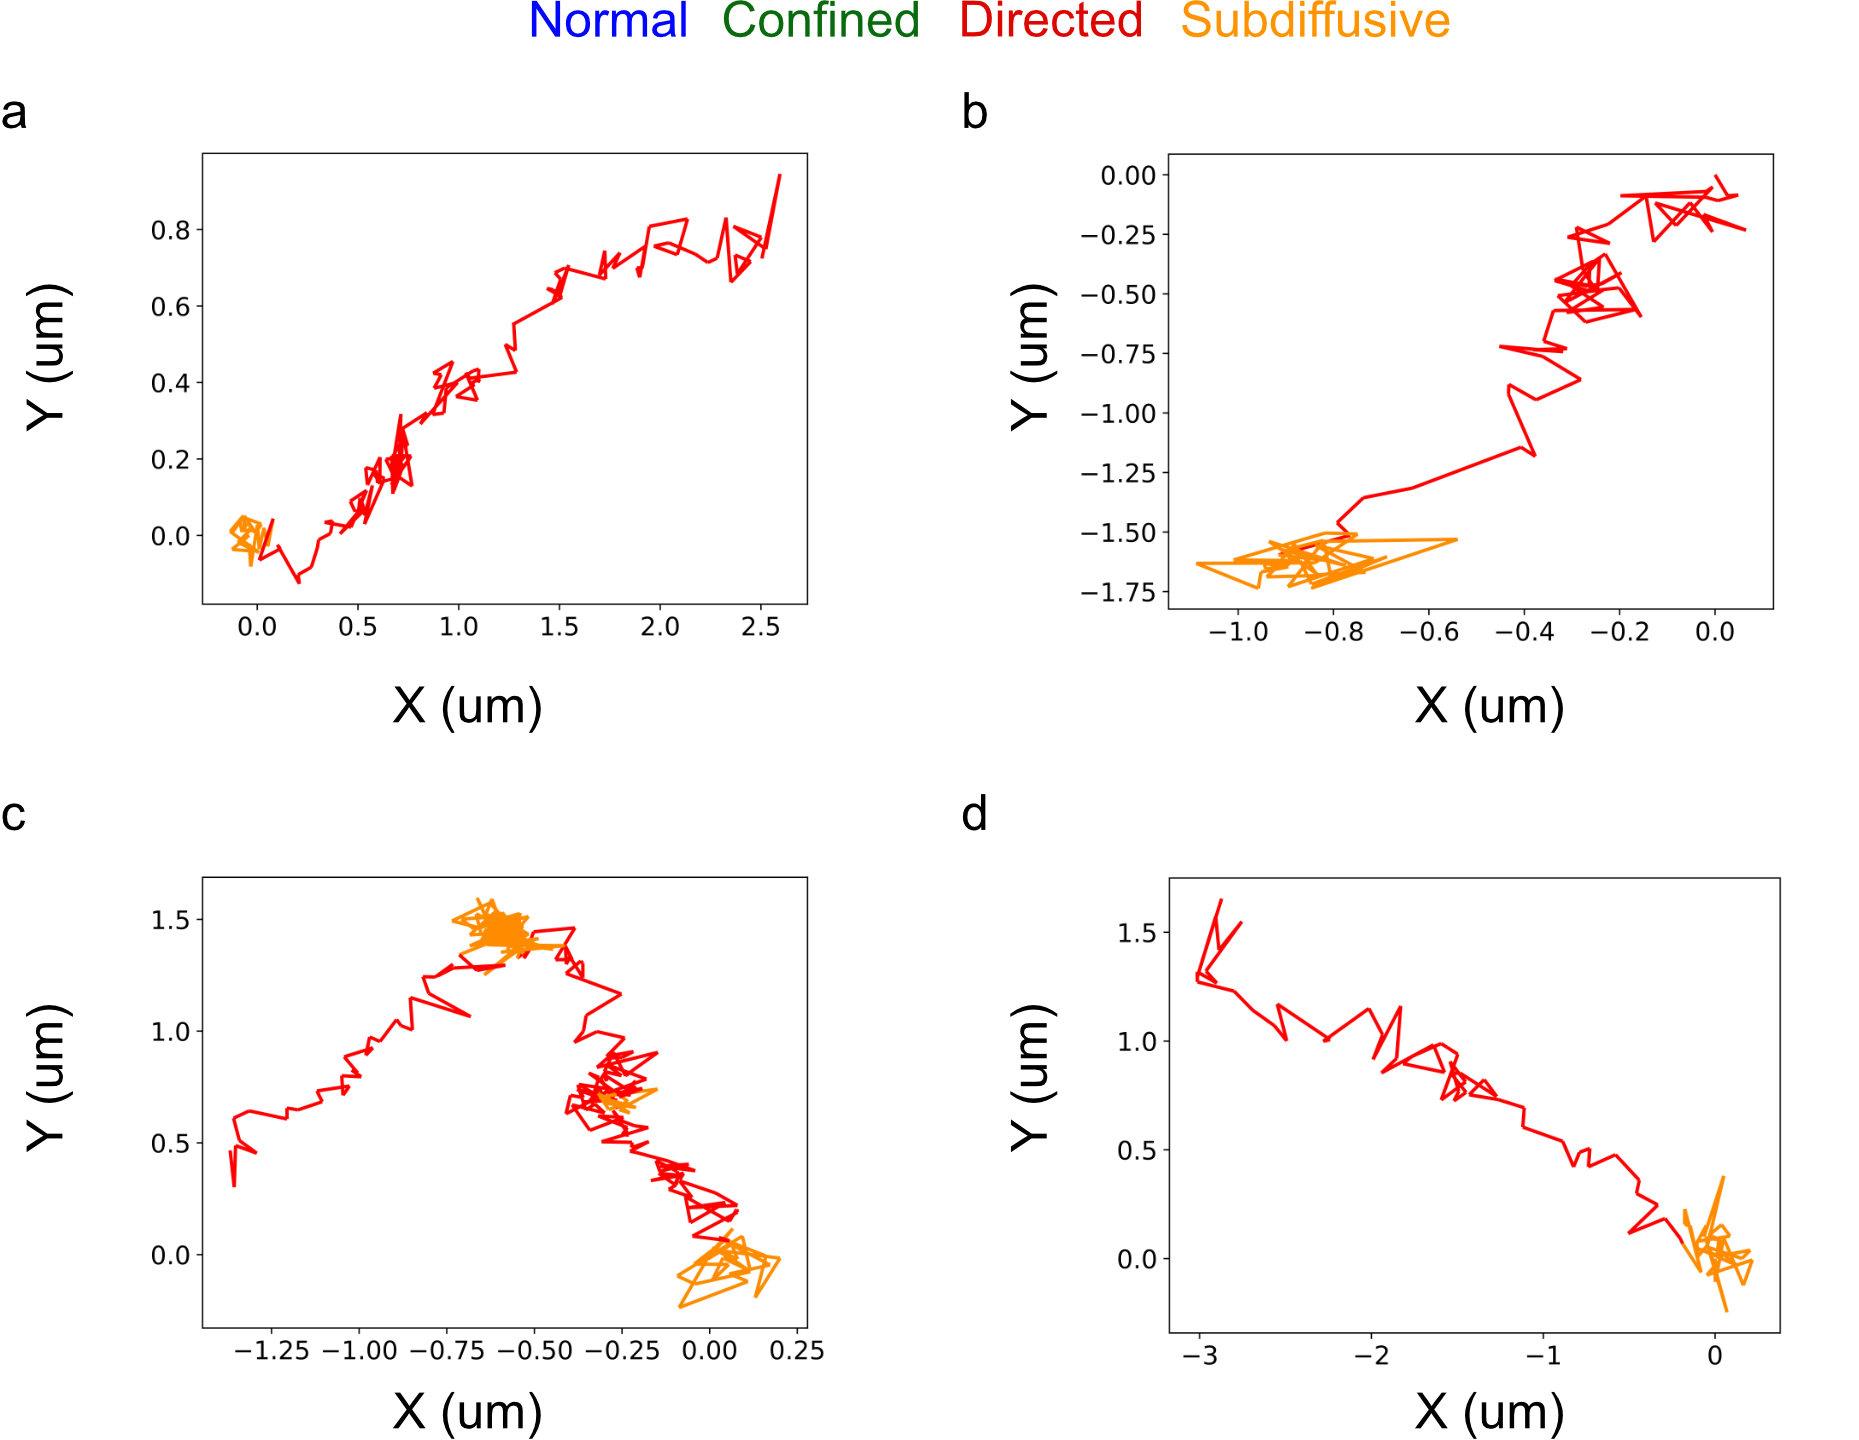 Normal Confined Directed Subdiffusive
a
b
0.8
0.6
0.4
0.2
0.0
Y (um)
0.0 0.5 1.0 1.5 2.0 2.5
X (um)
0.00
−0.25
−0.50
−0.75
−1.00
−1.25
−1.50
−1.75
Y (um)
−1.0 −0.8 −0.6 −0.4 −0.2 0.0
X (um)
c
d
1.5
1.0
0.5
0.0
Y (um)
−1.25 −1.00 −0.75 −0.50 −0.25 0.00 0.25
X (um)
1.5
1.0
0.5
0.0
Y (um)
−3 −2 −1 0
X (um)